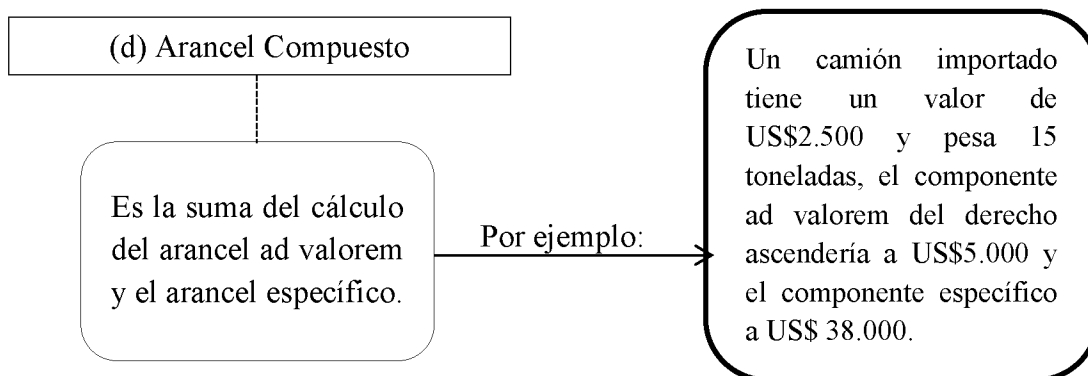 (d) Arancel Compuesto
Es la suma del cálculo
del arancel ad valorem
y el arancel específico.
Por ejemplo:
Un camión importado
tiene un valor de
US$2.500 y pesa 15
toneladas, el componente
ad valorem del derecho
ascendería a US$5.000 y
el componente específico
a US$ 38.000.